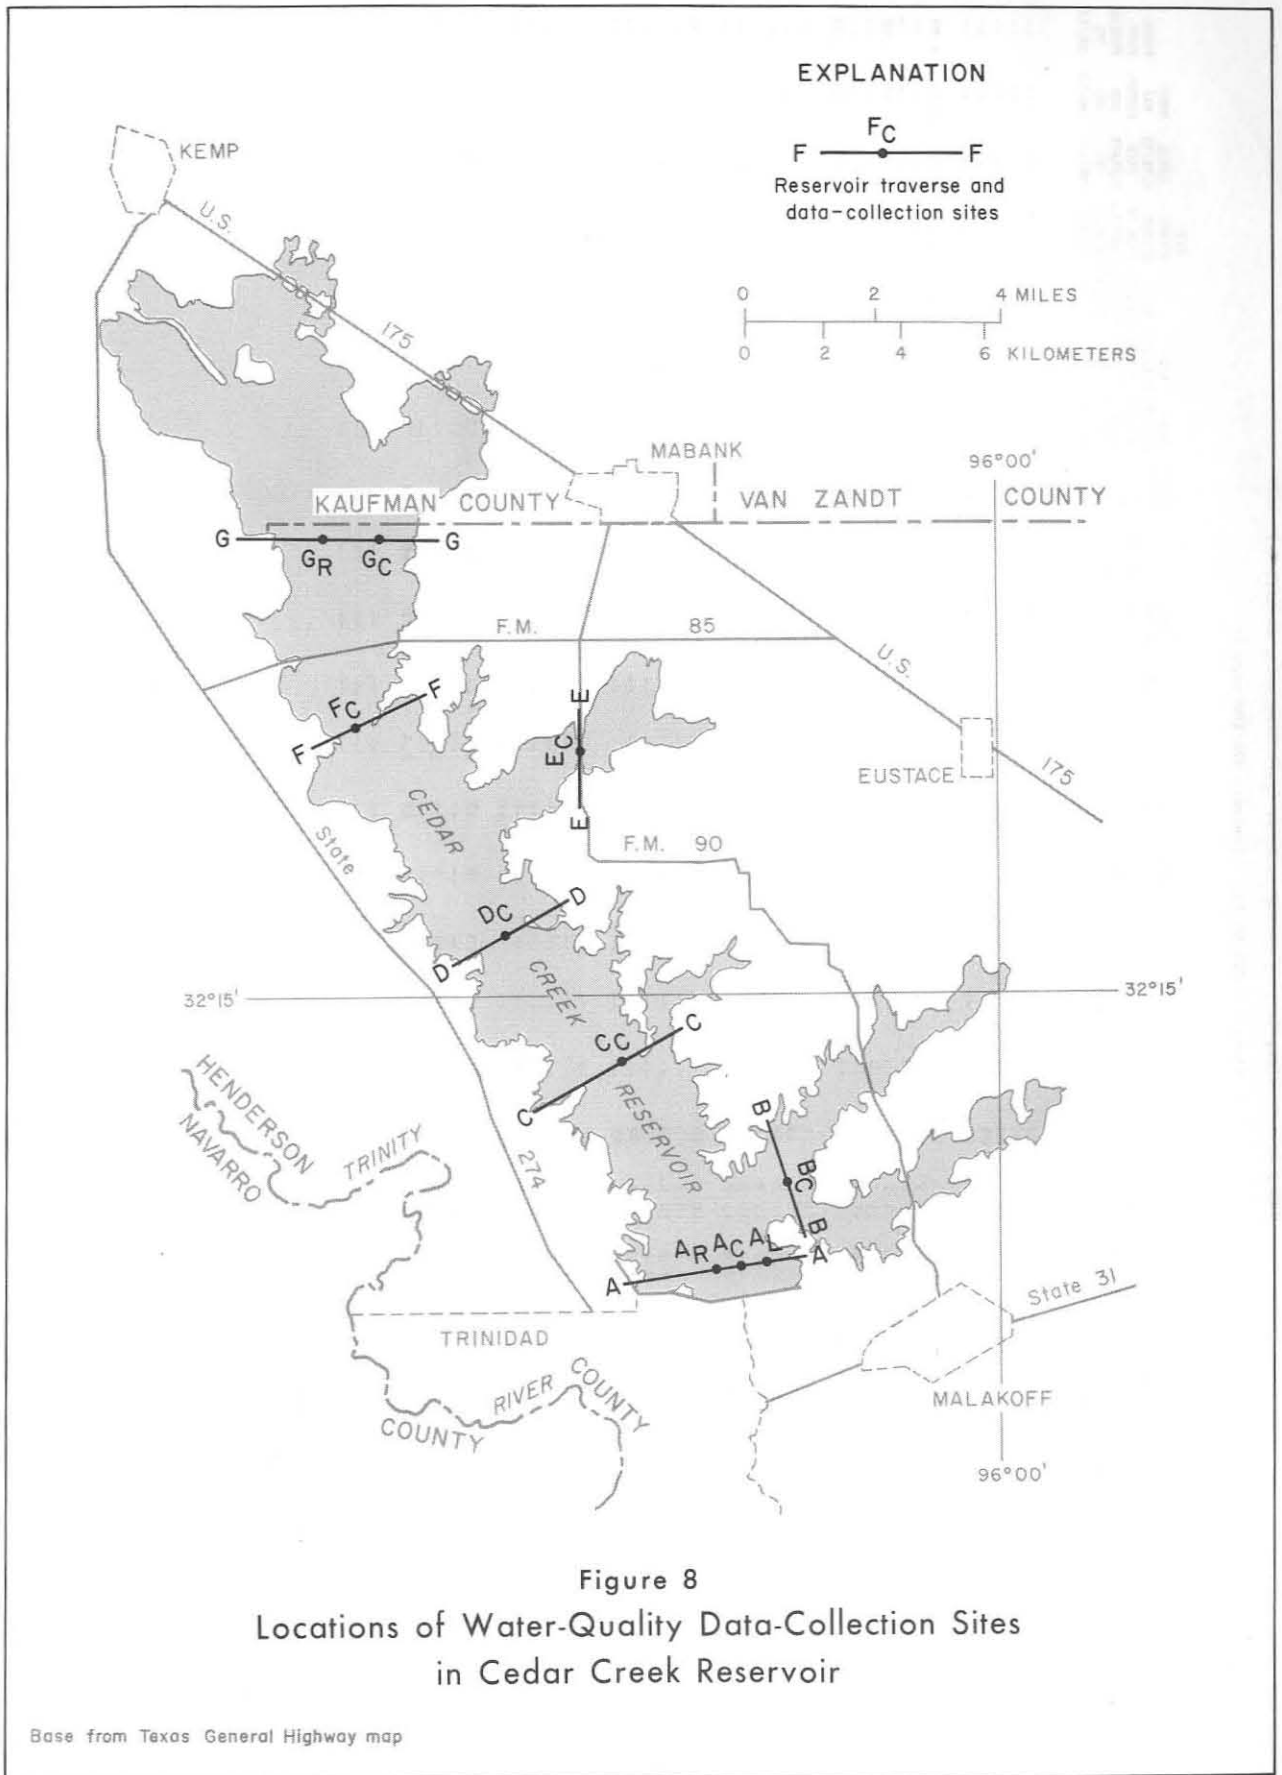 EXPLANATION
FC
F F
Reservoir traverse and
data-collection sites
0 2 4 MILES
0 2 4 6 KILOMETERS
KEMP
U.S.
175
MABANK
96°00'
KAUFMAN COUNTY
VAN ZANDT COUNTY
G G
GR GC
F.M. 85
U.S.
F FC F
E
EC
E
EUSTACE
175
CEDAR
State
F.M. 90
D DC D
CREEK
32°15' 32°15'
C CC C
HENDERSON
NAVARRO
TRINITY
RESERVOIR
B
BC
B
274
A AR AC AL A
State 31
TRINIDAD
MALAKOFF
RIVER
COUNTY
COUNTY
96°00'
Figure 8
Locations of Water-Quality Data-Collection Sites
in Cedar Creek Reservoir
Base from Texas General Highway map